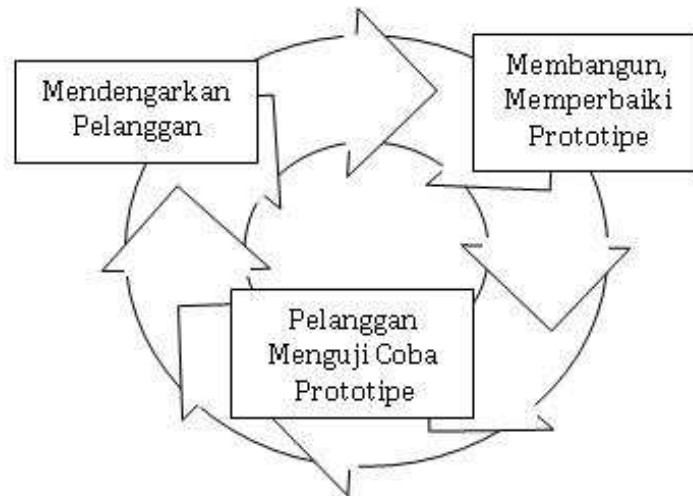 Mendengarkan
Pelanggan
Membangun,
Memperbaiki
Prototipe
Pelanggan
Menguji Coba
Prototipe